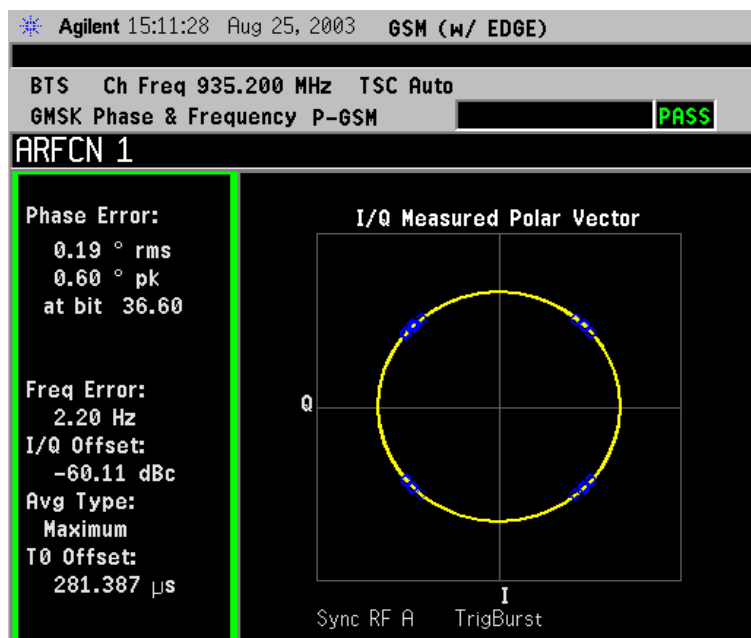 Agilent 15:11:28 Aug 25, 2003 GSM (w/ EDGE)
BTS Ch Freq 935.200 MHz TSC Auto
GMSK Phase & Frequency P-GSM PASS
ARFCN 1
Phase Error:
0.19 ° rms
0.60 ° pk
at bit 36.60
Freq Error:
2.20 Hz
I/Q Offset:
-60.11 dBc
Avg Type:
Maximum
T0 Offset:
281.387 µs
I/Q Measured Polar Vector
Q
I
Sync RF A TrigBurst